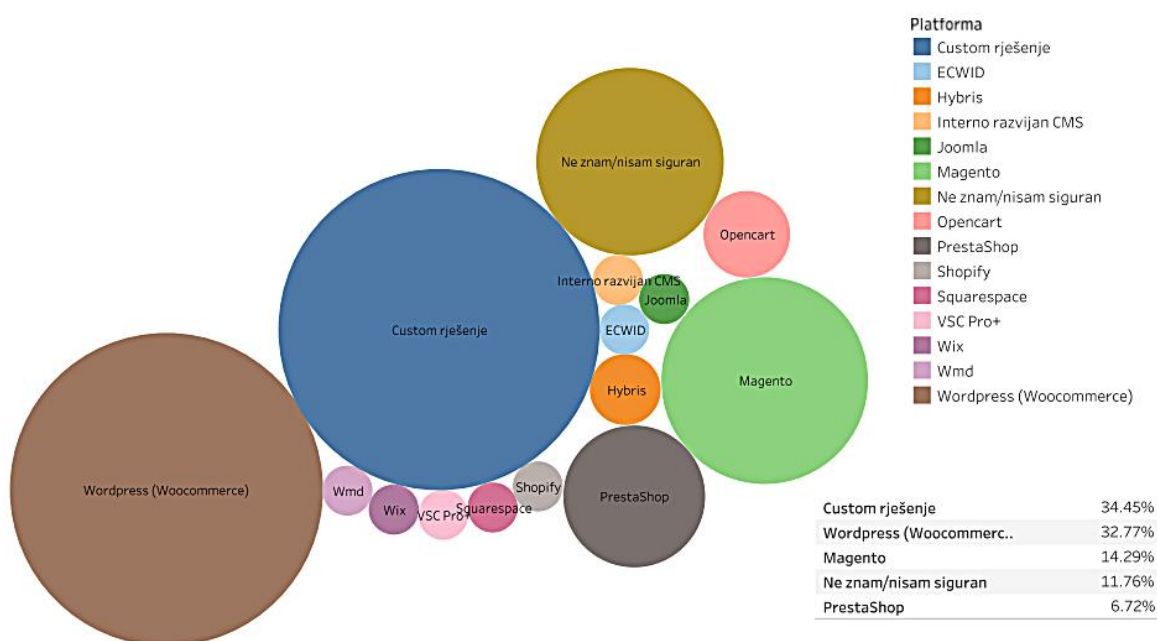 Platforma
Custom rješenje
ECWID
Hybris
Interno razvijan CMS
Joomla
Magento
Ne znam/nisam siguran
Opencart
PrestaShop
Shopify
Squarespace
VSC Pro+
Wix
Wmd
Wordpress (Woocommerce)
Ne znam/nisam siguran
Opencart
Interno razvijan CMS
Joomla
Custom rješenje
ECWID
Magento
Hybris
Wordpress (Woocommerce)
Wmd
Wix
VSC Pro+
Squarespace
Shopify
PrestaShop
Custom rješenje 34.45%
Wordpress (Woocommerc.. 32.77%
Magento 14.29%
Ne znam/nisam siguran 11.76%
PrestaShop 6.72%